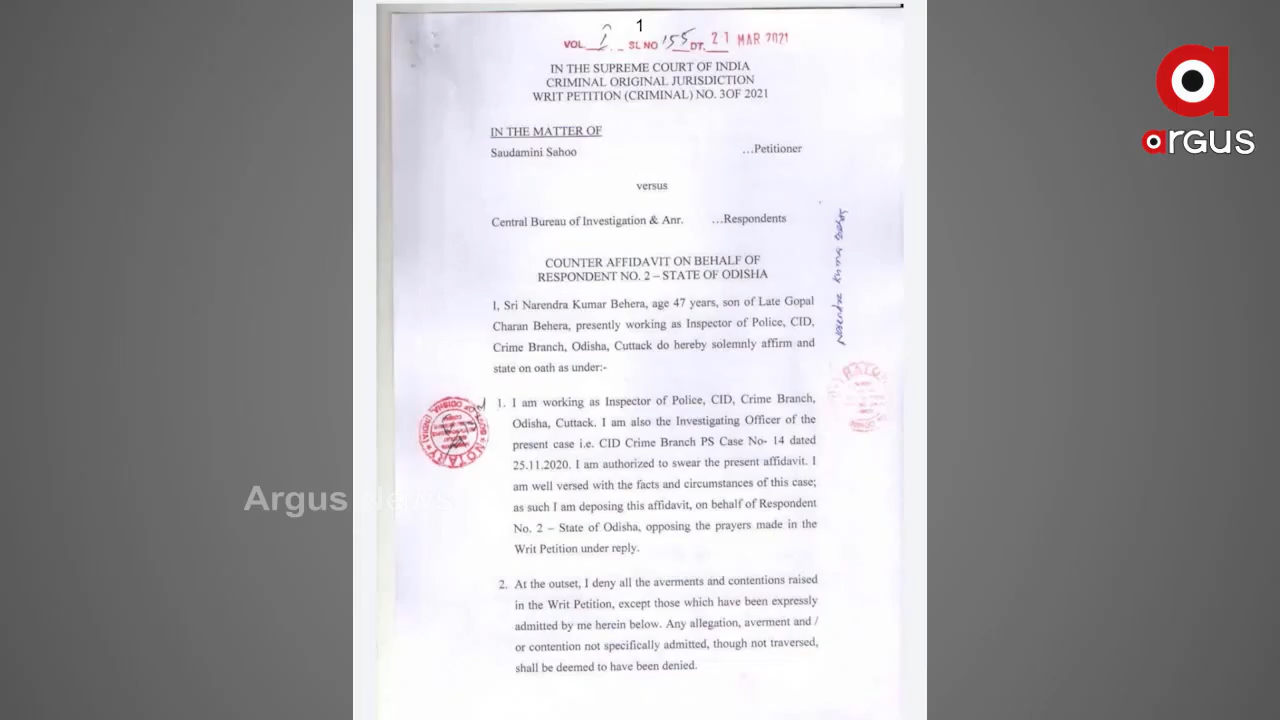 1
VOL. SL NO 155 DT. 21 MAR 2021
IN THE SUPREME COURT OF INDIA
CRIMINAL ORIGINAL JURISDICTION
WRIT PETITION (CRIMINAL) NO. 3OF 2021
IN THE MATTER OF
Saudamini Sahoo ...Petitioner
versus
Central Bureau of Investigation & Anr. ...Respondents
COUNTER AFFIDAVIT ON BEHALF OF
RESPONDENT NO. 2 – STATE OF ODISHA
I, Sri Narendra Kumar Behera, age 47 years, son of Late Gopal
Charan Behera, presently working as Inspector of Police, CID,
Crime Branch, Odisha, Cuttack do hereby solemnly affirm and
state on oath as under:-
1. I am working as Inspector of Police, CID, Crime Branch,
Odisha, Cuttack. I am also the Investigating Officer of the
present case i.e. CID Crime Branch PS Case No- 14 dated
25.11.2020. I am authorized to swear the present affidavit. I
am well versed with the facts and circumstances of this case;
as such I am deposing this affidavit, on behalf of Respondent
No. 2 – State of Odisha, opposing the prayers made in the
Writ Petition under reply.
2. At the outset, I deny all the averments and contentions raised
in the Writ Petition, except those which have been expressly
admitted by me herein below. Any allegation, averment and /
or contention not specifically admitted, though not traversed,
shall be deemed to have been denied.
NOTARY
argus
Argus News